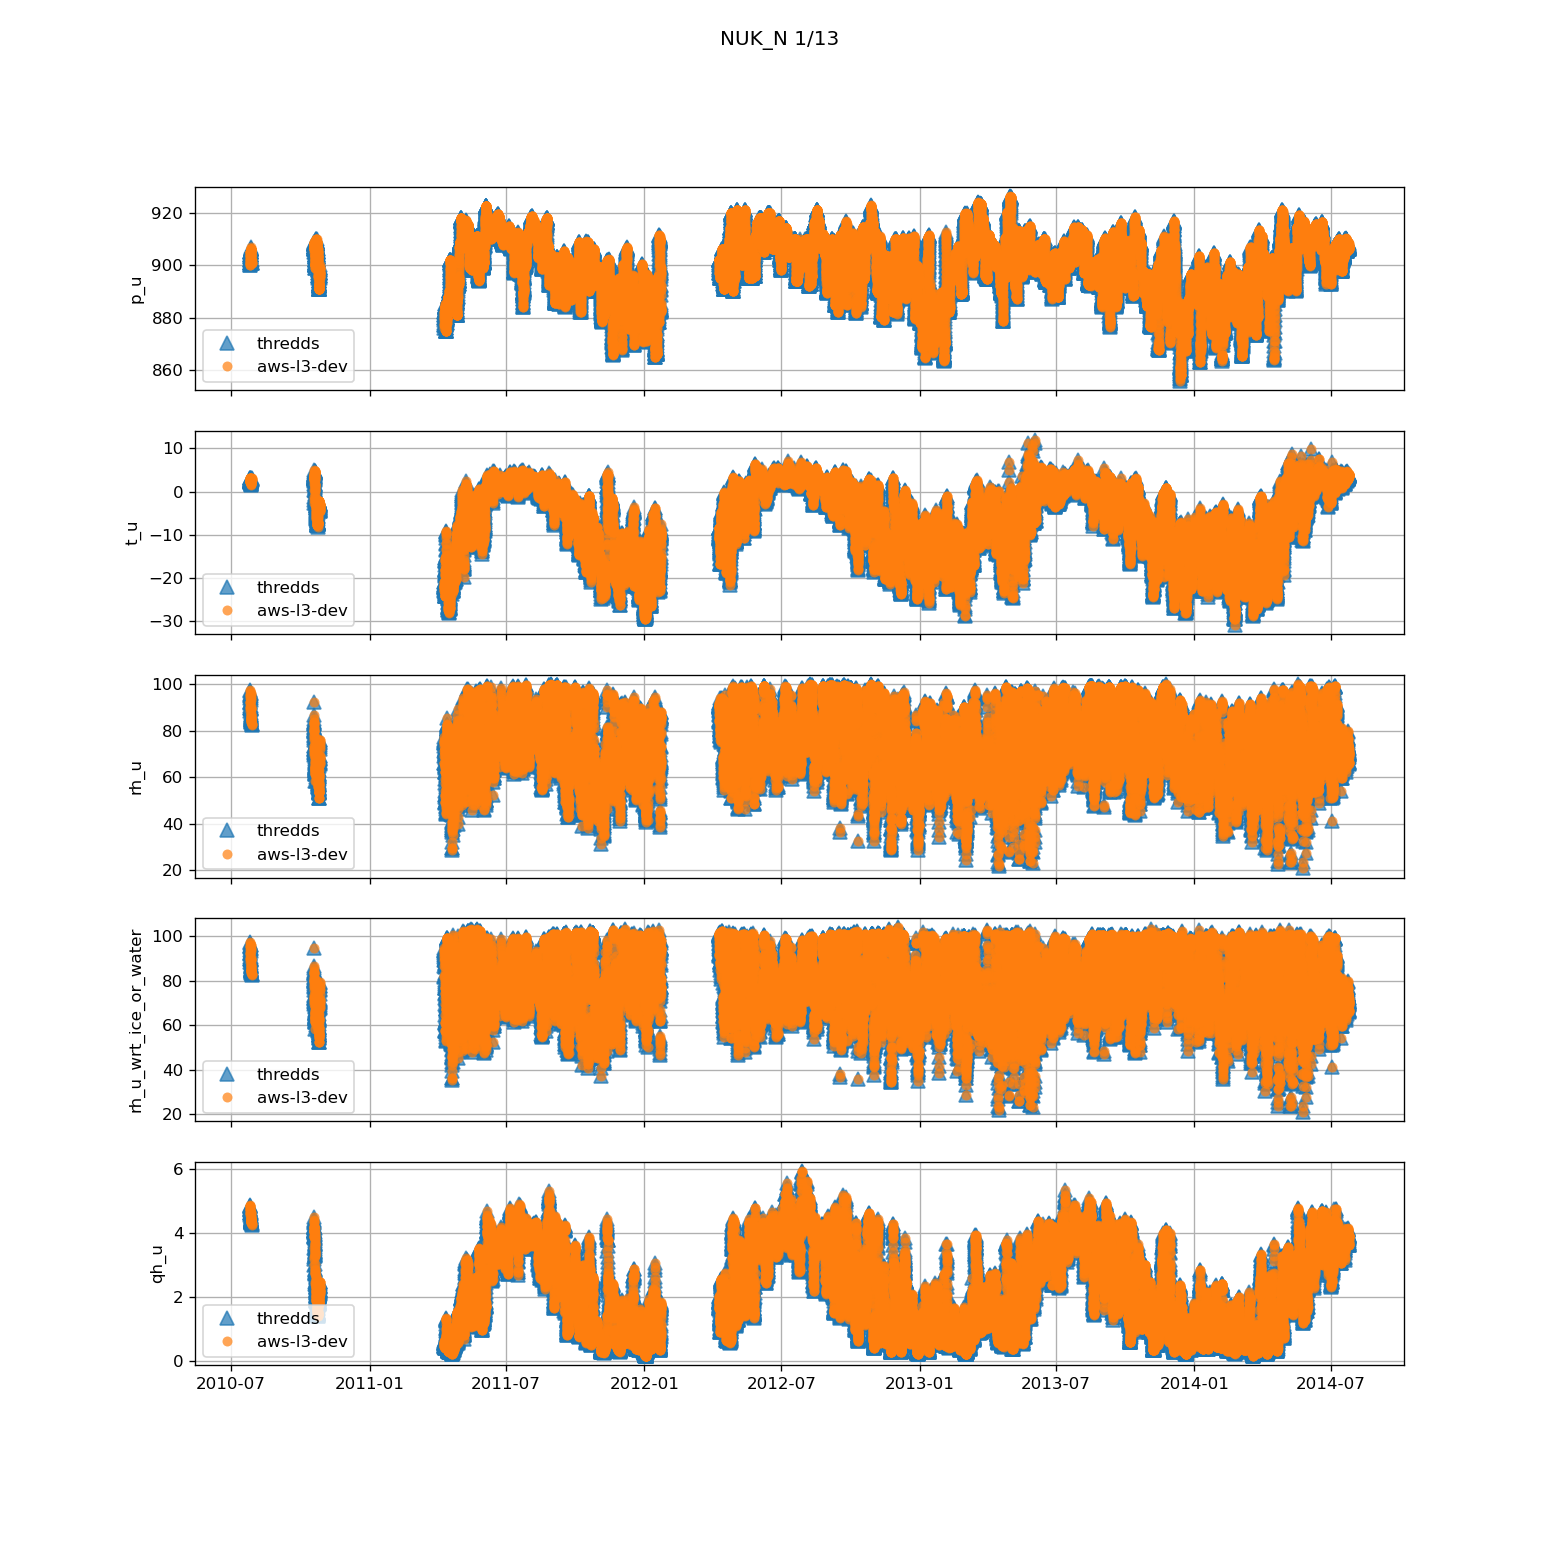 NUK_N 1/13
920
900
880
860
p_u
thredds
aws-l3-dev
10
0
−10
−20
−30
t_u
thredds
aws-l3-dev
100
80
60
40
20
rh_u
thredds
aws-l3-dev
100
80
60
40
20
rh_u_wrt_ice_or_water
thredds
aws-l3-dev
6
4
2
0
qh_u
thredds
aws-l3-dev
2010-07 2011-01 2011-07 2012-01 2012-07 2013-01 2013-07 2014-01 2014-07